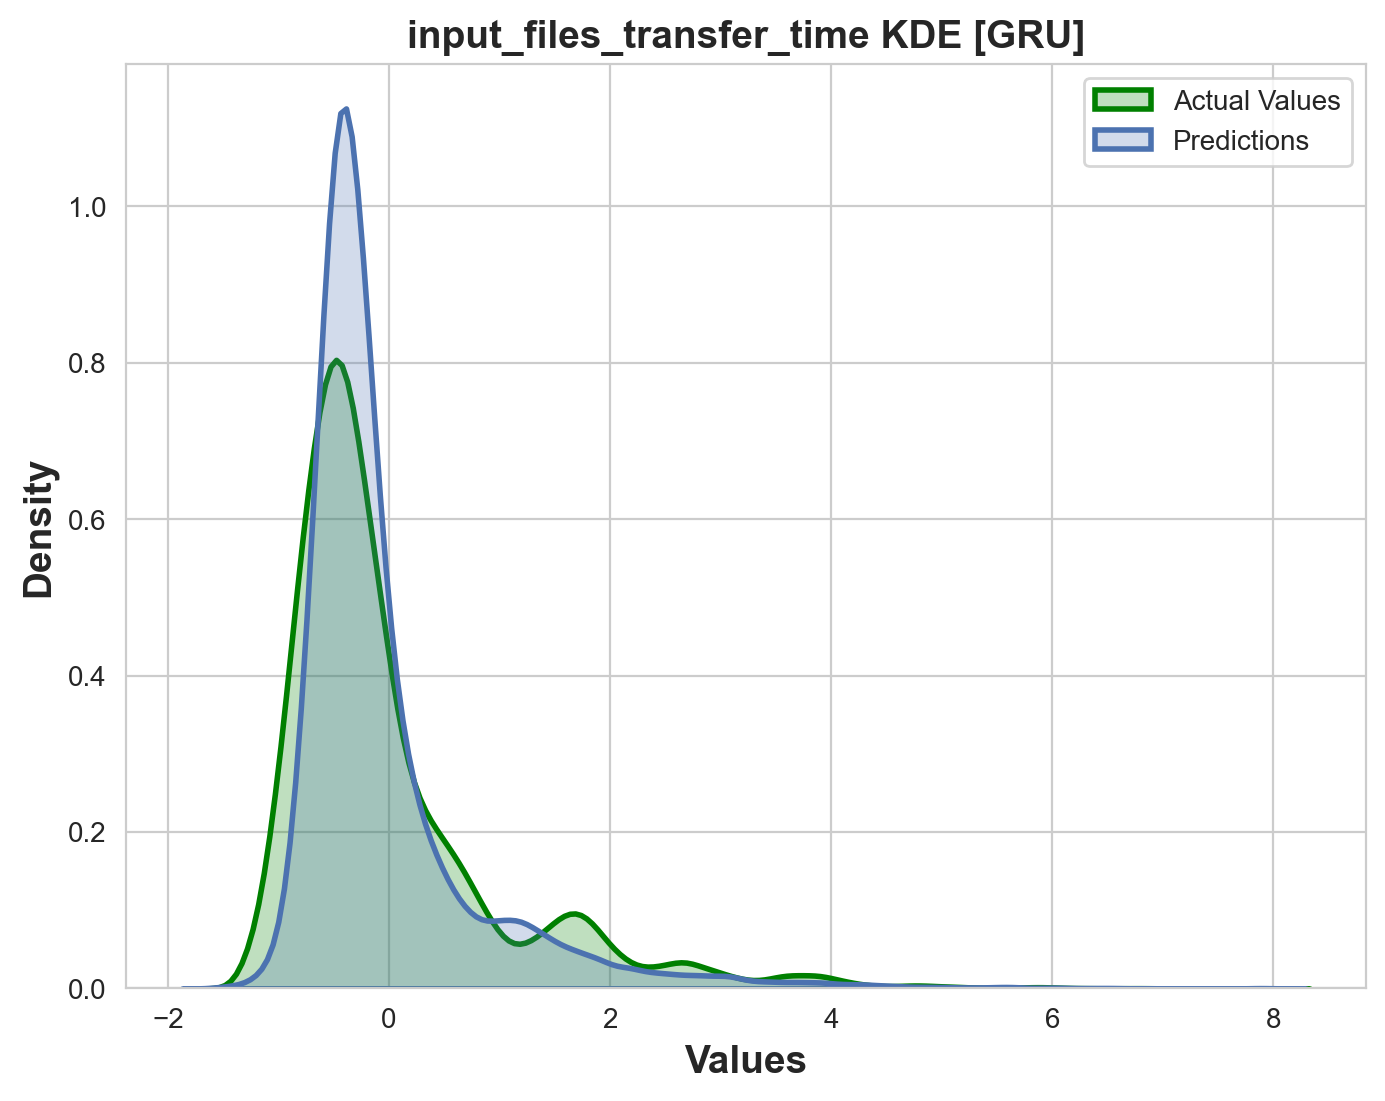 input_files_transfer_time KDE [GRU]
Actual Values
Predictions
Density
1.0
0.8
0.6
0.4
0.2
0.0
−2 0 2 4 6 8
Values